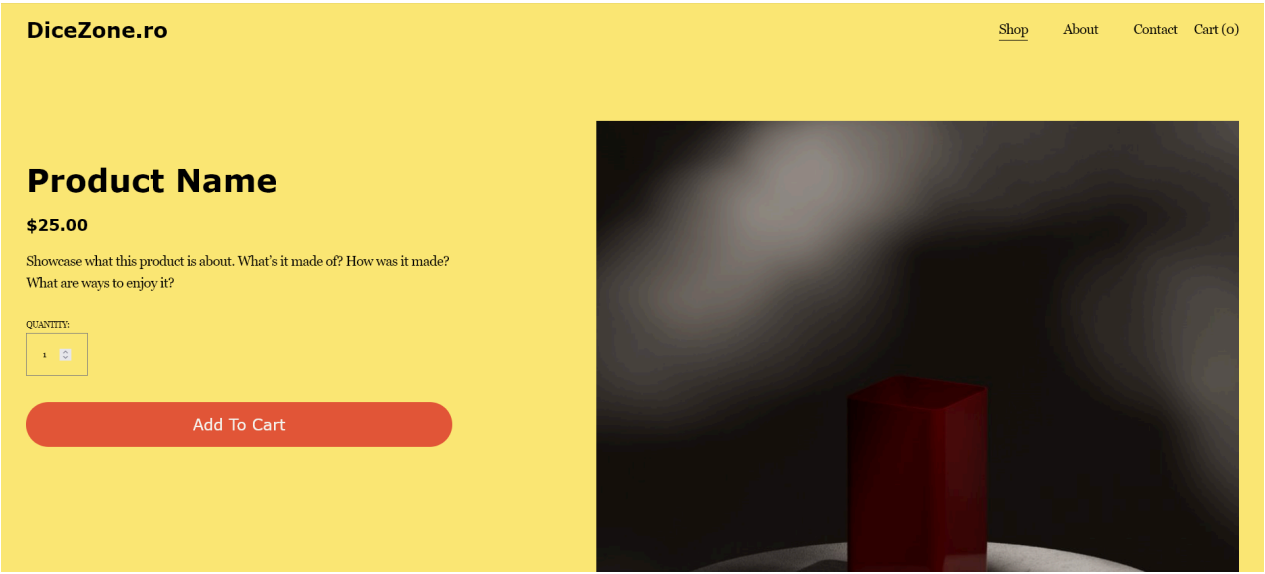 DiceZone.ro
Shop About Contact Cart (0)
Product Name
$25.00
Showcase what this product is about. What's it made of? How was it made?
What are ways to enjoy it?
QUANTITY:
1
Add To Cart